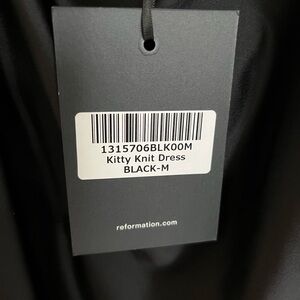 1315706BLK00M
Kitty Knit Dress
BLACK-M
reformation.com